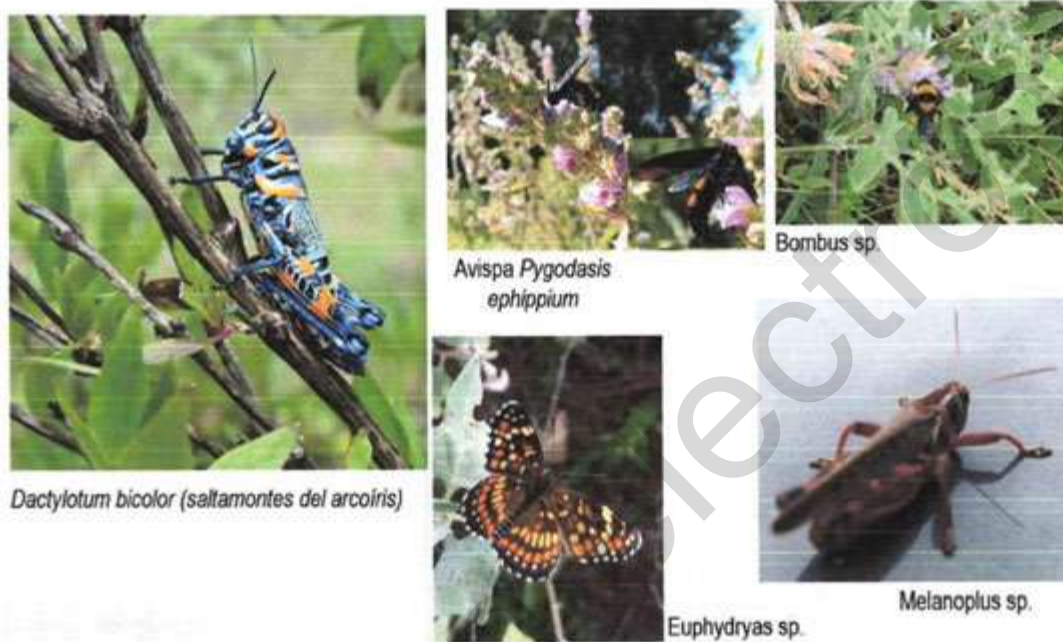 Dactylotum bicolor (saltamontes del arcoíris)
Avispa Pygodasis
ephippium
Bombus sp.
Euphydryas sp.
Melanoplus sp.